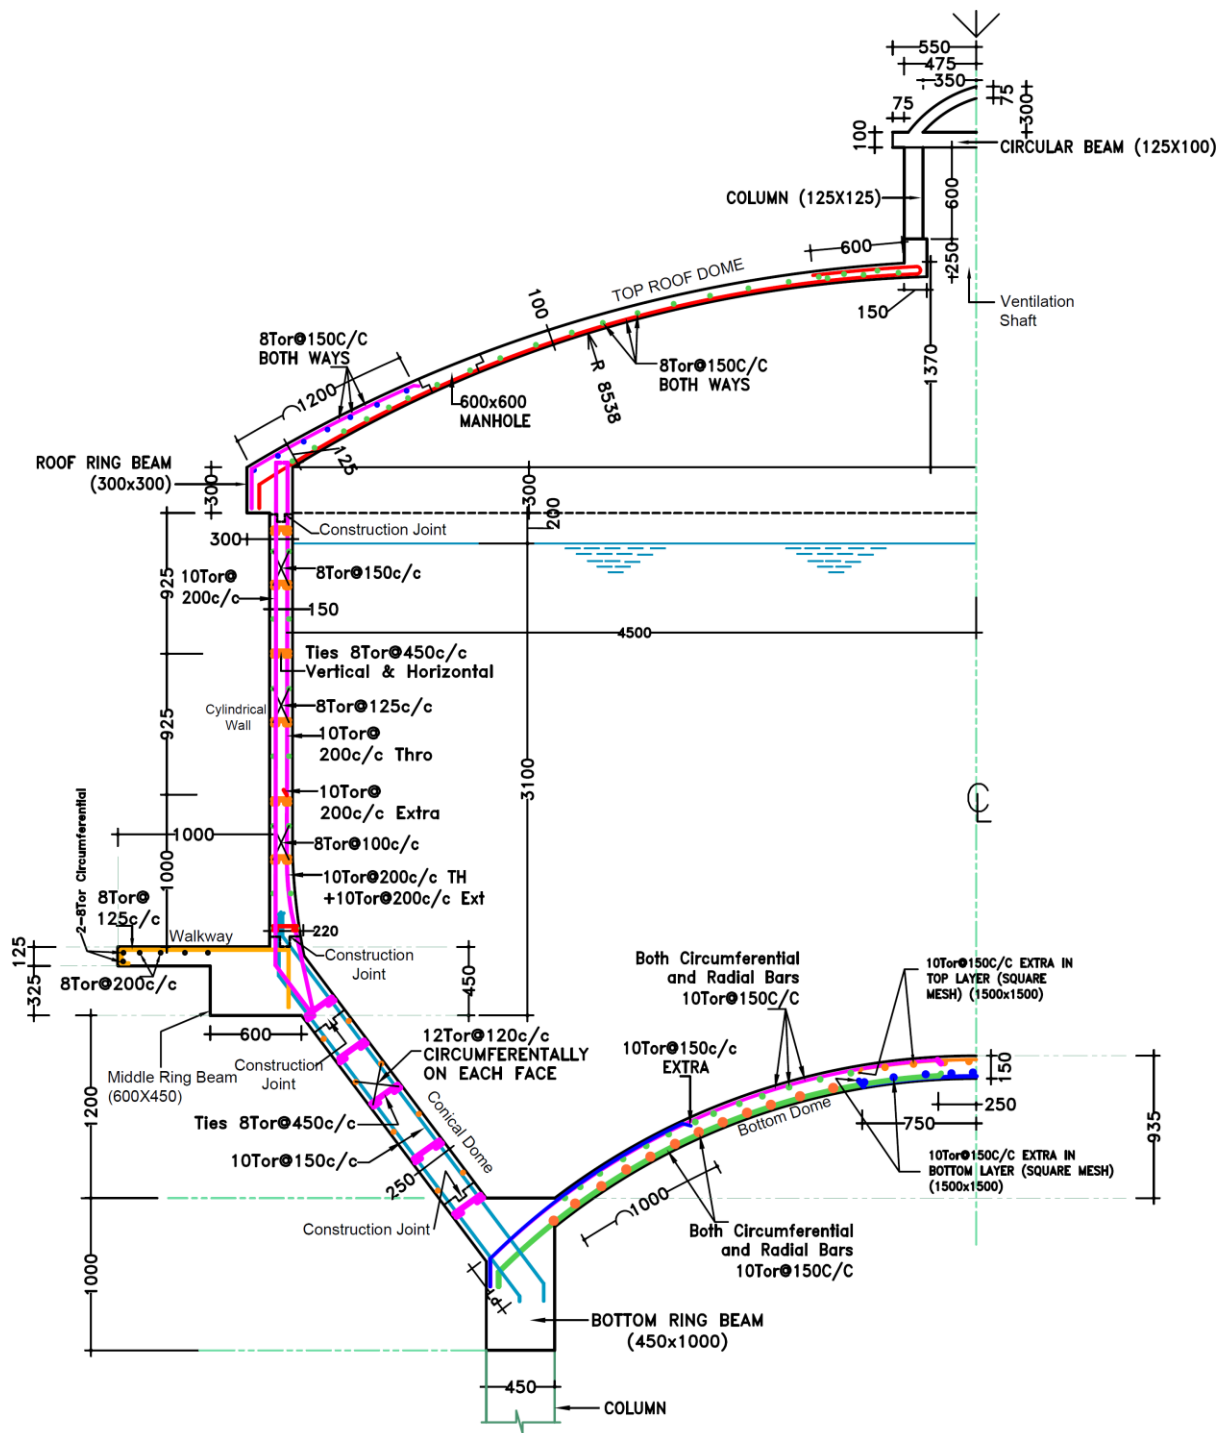 550
475
350
75
75
300
100
CIRCULAR BEAM (125X100)
COLUMN (125X125)
600
600
250
TOP ROOF DOME
Ventilation
Shaft
150
100
8Tor@150C/C
BOTH WAYS
8Tor@150C/C
BOTH WAYS
R 8538
1370
1200
600x600
MANHOLE
125
ROOF RING BEAM
(300x300)
300
300
200
Construction Joint
300
925
10Tor@
200c/c
8Tor@150c/c
150
4500
Ties 8Tor@450c/c
Vertical & Horizontal
Cylindrical
Wall
8Tor@125c/c
925
10Tor@
200c/c Thro
3100
10Tor@
200c/c Extra
C
L
1000
8Tor@100c/c
1000
10Tor@200c/c TH
+10Tor@200c/c Ext
2-8Tor Circumferential
8Tor@
125c/c
Walkway
220
125
Construction
Joint
8Tor@200c/c
325
450
Both Circumferential
and Radial Bars
10Tor@150C/C
10Tor@150C/C EXTRA IN
TOP LAYER (SQUARE
MESH) (1500x1500)
600
12Tor@120c/c
CIRCUMFERENTALLY
ON EACH FACE
10Tor@150c/c
EXTRA
Construction
Joint
Middle Ring Beam
(600X450)
150
250
750
935
1200
Ties 8Tor@450c/c
Conical Dome
Bottom Dome
10Tor@150c/c
250
10Tor@150C/C EXTRA IN
BOTTOM LAYER (SQUARE MESH)
(1500x1500)
1000
Construction Joint
Both Circumferential
and Radial Bars
10Tor@150C/C
1000
BOTTOM RING BEAM
(450x1000)
450
COLUMN